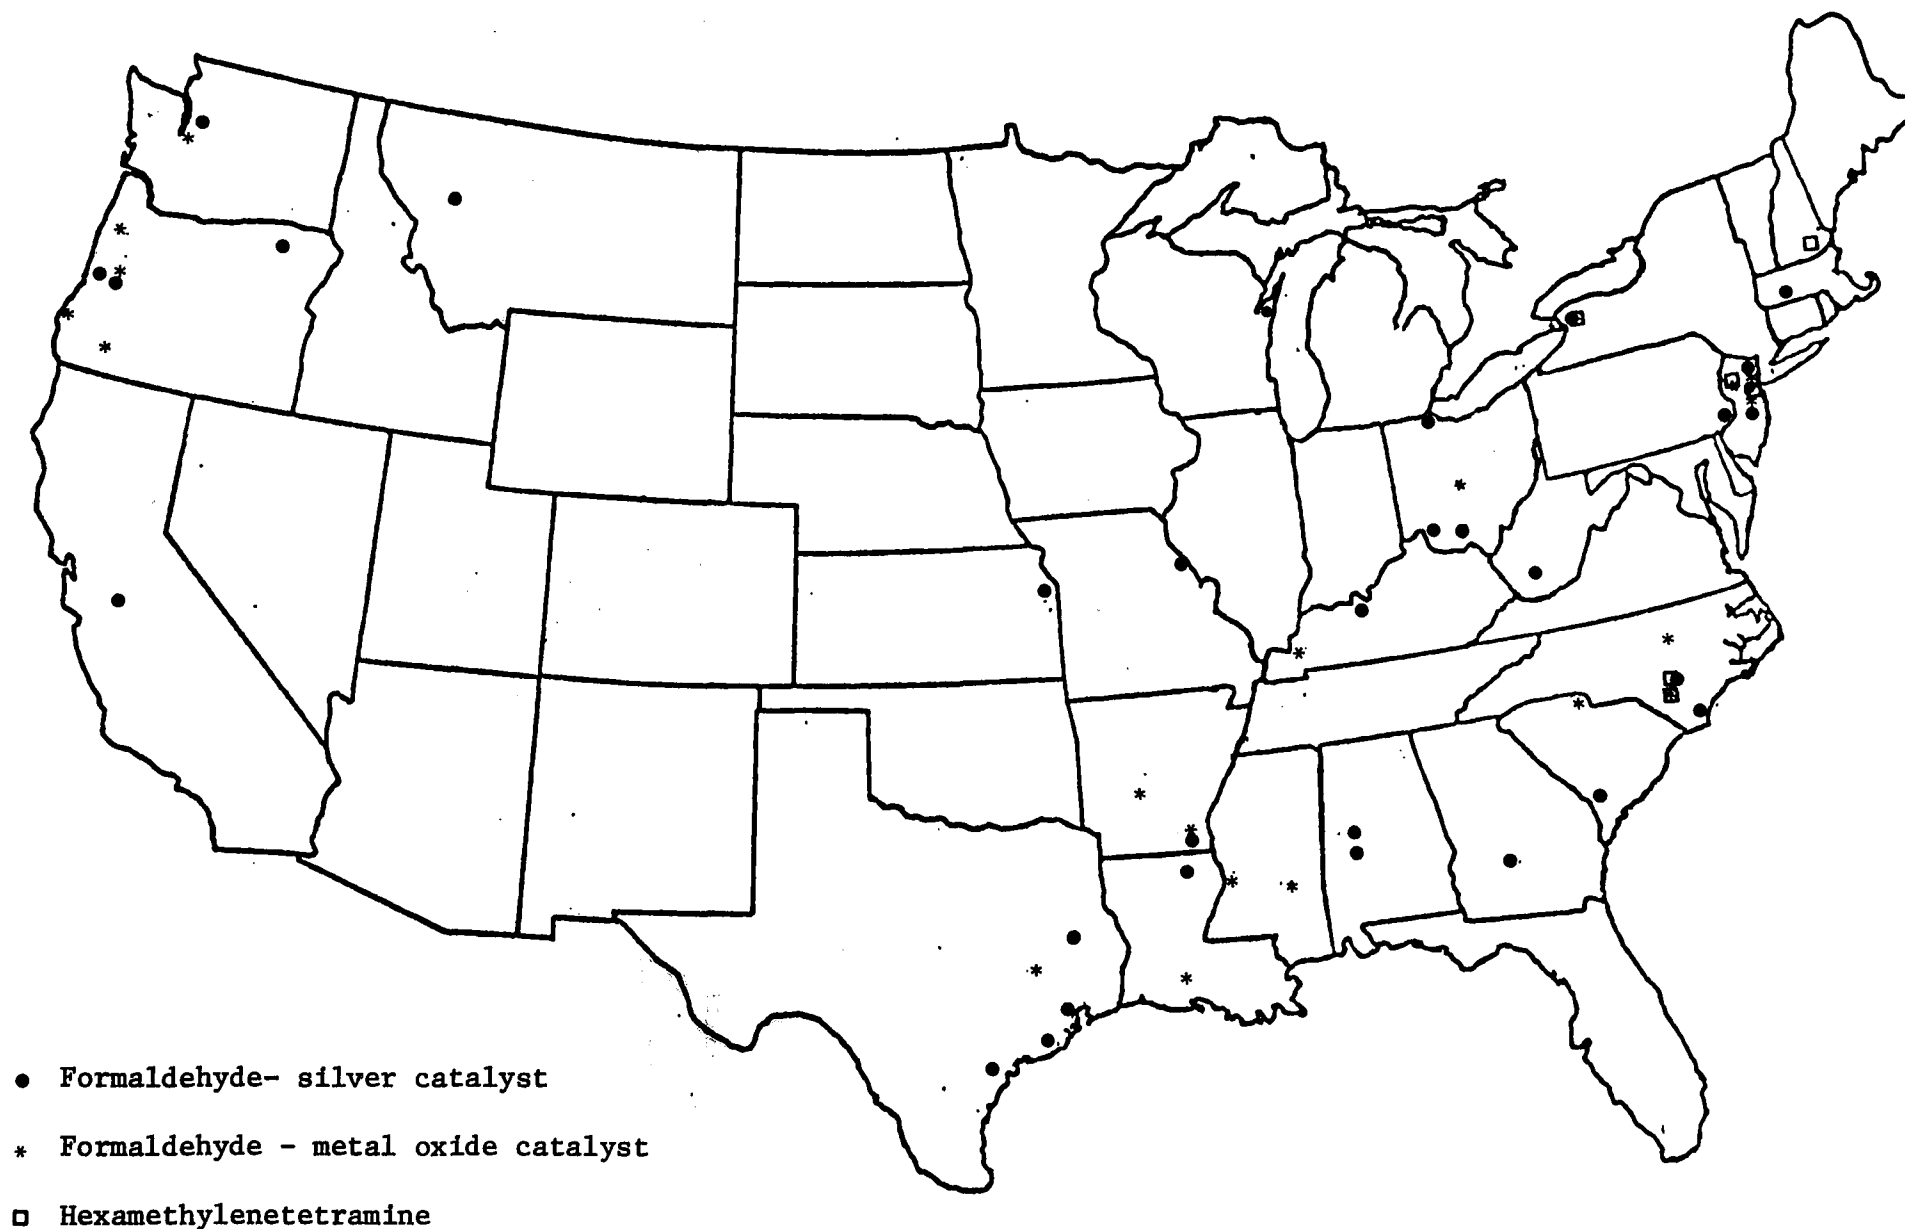 ● Formaldehyde- silver catalyst
* Formaldehyde - metal oxide catalyst
□ Hexamethylenetetramine